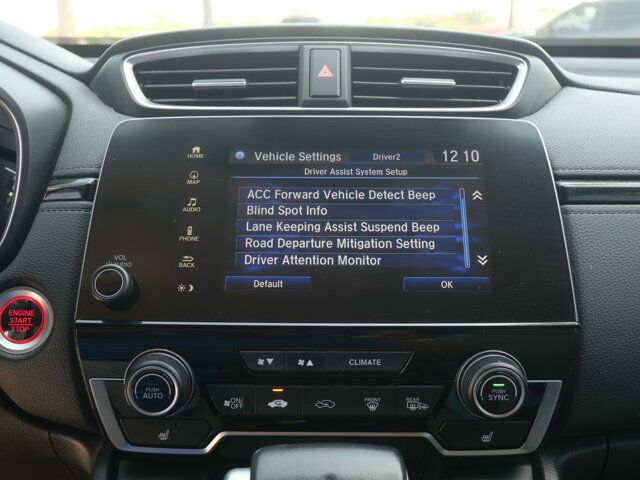 HOME
Vehicle Settings Driver2 12:10
Driver Assist System Setup
MAP
ACC Forward Vehicle Detect Beep
Blind Spot Info
AUDIO
Lane Keeping Assist Suspend Beep
PHONE
Road Departure Mitigation Setting
Driver Attention Monitor
BACK
VOL
AUDIO
Default OK
ENGINE
START
STOP
CLIMATE
PUSH
AUTO
ON/
OFF
FRONT
REAR
PUSH
SYNC